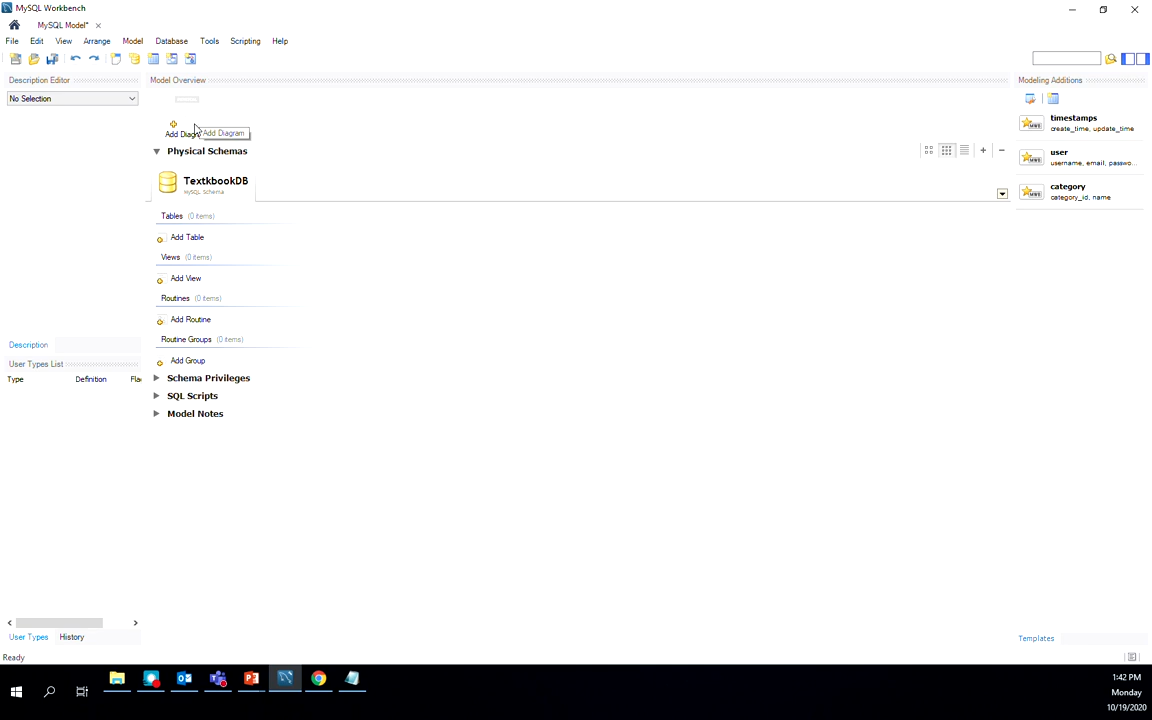 MySQL Workbench
MySQL Model* ×
File Edit View Arrange Model Database Tools Scripting Help
Description Editor
Model Overview
Modeling Additions
No Selection
Add Diagram
timestamps
create_time, update_time
user
username, email, passwo...
category
category_id, name
Physical Schemas
TextkbookDB
MySQL Schema
Tables (0 items)
Add Table
Views (0 items)
Add View
Routines (0 items)
Add Routine
Routine Groups (0 items)
Add Group
Schema Privileges
SQL Scripts
Model Notes
Description
User Types List
Type Definition Fla
User Types History
Templates
Ready
1:42 PM
Monday
10/19/2020